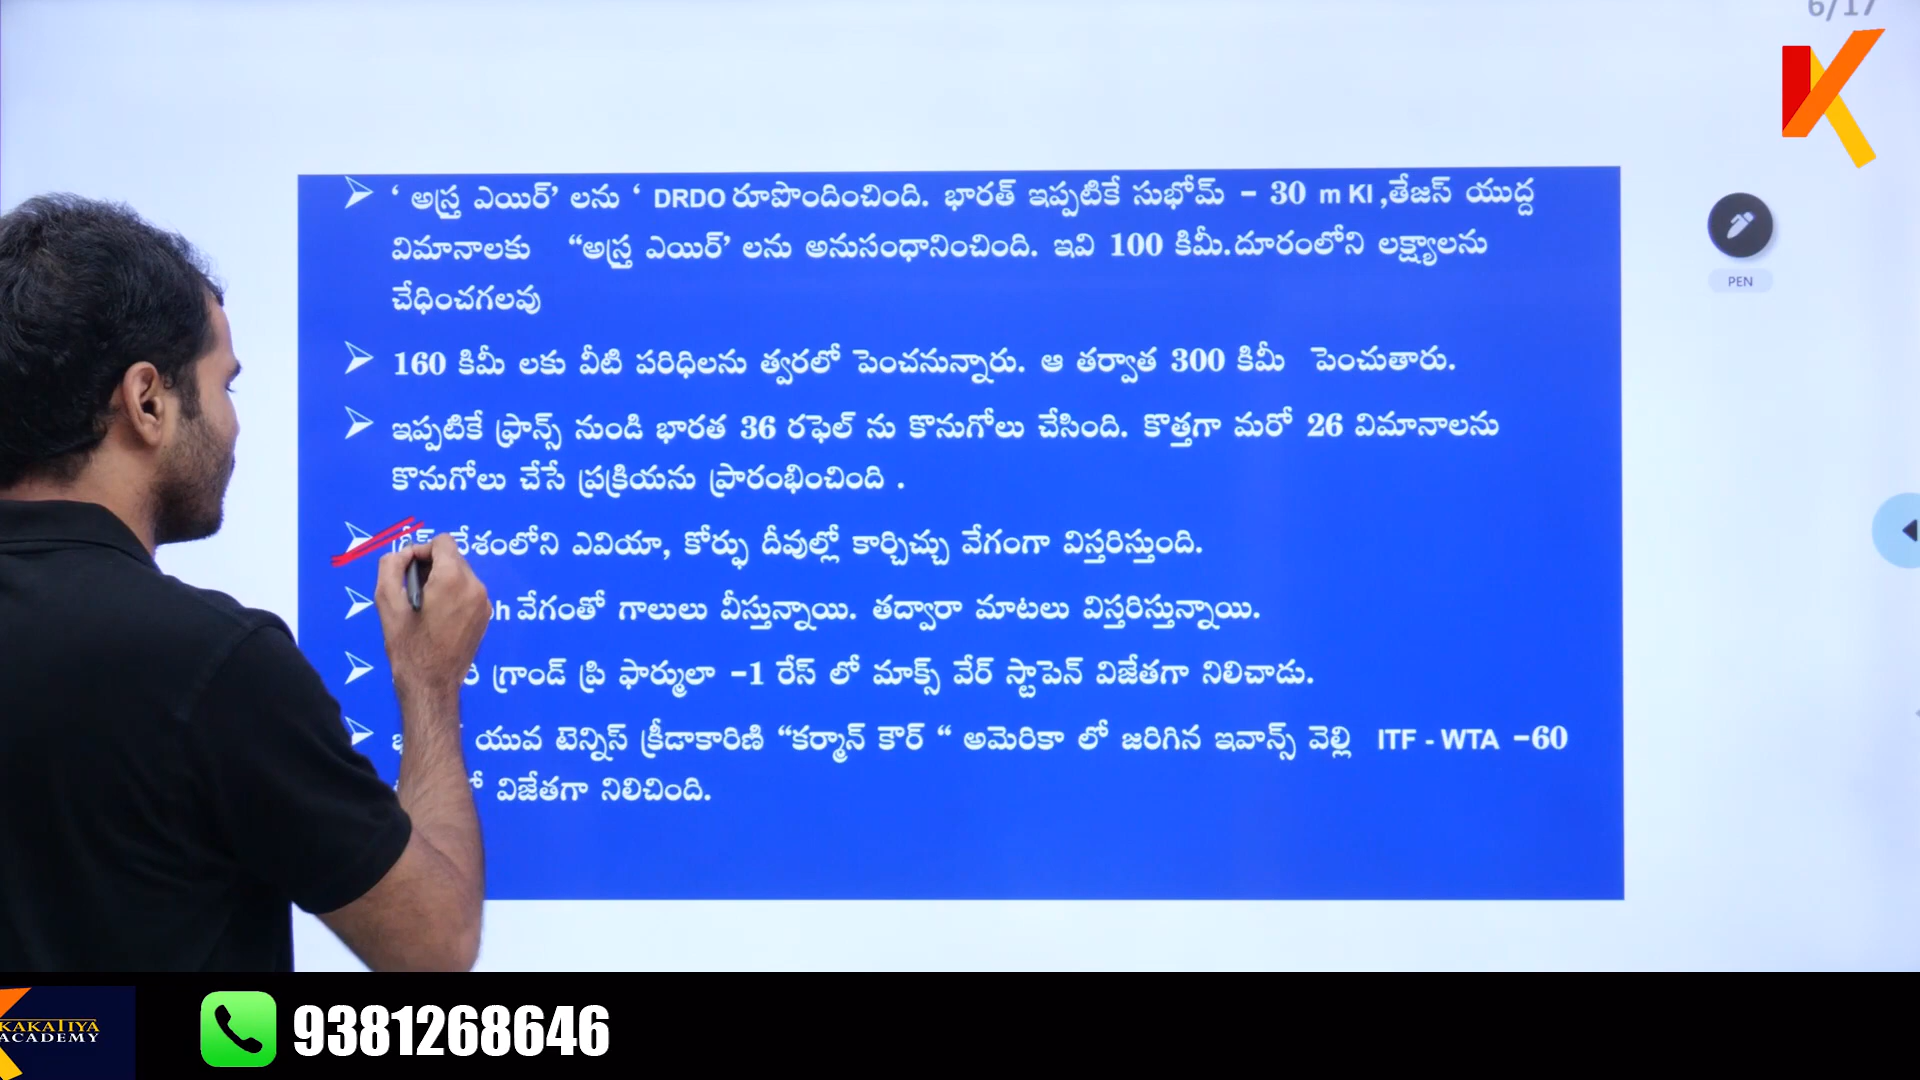 6/17
‘ అస్త్ర ఎయిర్’ లను ‘ DRDO రూపొందించింది. భారత్ ఇప్పటికే సుభోమ్ - 30 m KI ,తేజస్ యుద్ద
విమానాలకు “అస్త్ర ఎయిర్’ లను అనుసంధానించింది. ఇవి 100 కిమీ.దూరంలోని లక్ష్యాలను
చేధించగలవు
160 కిమీ లకు వీటి పరిధిలను త్వరలో పెంచనున్నారు. ఆ తర్వాత 300 కిమీ పెంచుతారు.
ఇప్పటికే ఫ్రాన్స్ నుండి భారత 36 రఫెల్ ను కొనుగోలు చేసింది. కొత్తగా మరో 26 విమానాలను
కొనుగోలు చేసే ప్రక్రియను ప్రారంభించింది .
ఎవియా, కోర్ఫు దీవుల్లో కార్చిచ్చు వేగంగా విస్తరిస్తుంది.
వేగంతో గాలులు వీస్తున్నాయి. తద్వారా మాటలు విస్తరిస్తున్నాయి.
గ్రాండ్ ప్రి ఫార్ములా -1 రేస్ లో మాక్స్ వేర్ స్టాపెన్ విజేతగా నిలిచాడు.
యువ టెన్నిస్ క్రీడాకారిణి “కర్మాన్ కౌర్ “ అమెరికా లో జరిగిన ఇవాన్స్ వెల్లి ITF - WTA -60
విజేతగా నిలిచింది.
PEN
KAKATIYA
ACADEMY
9381268646